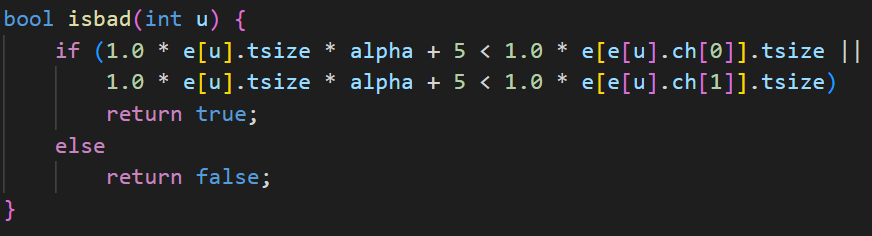 bool isbad(int u) {
    if (1.0 * e[u].tsize * alpha + 5 < 1.0 * e[e[u].ch[0]].tsize ||
        1.0 * e[u].tsize * alpha + 5 < 1.0 * e[e[u].ch[1]].tsize)
        return true;
    else
        return false;
}